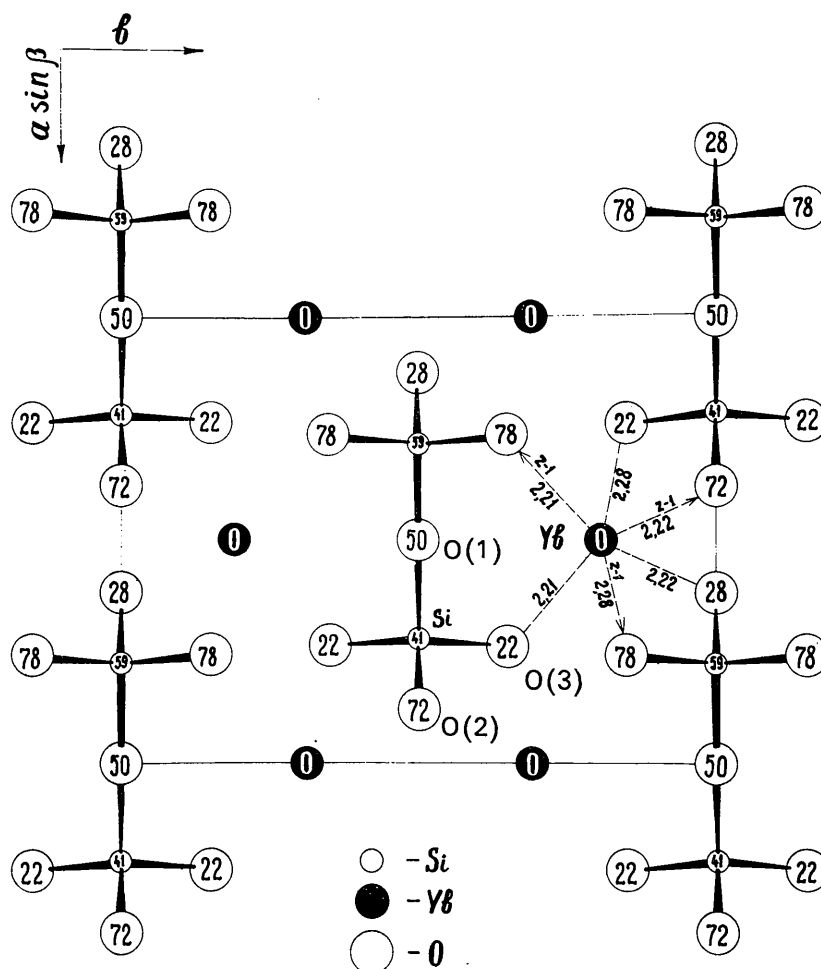 в
a sin β
28 28
78 59 78 78 59 78
50 0 0 50
28
22 41 22 78 59 78 22 41 22
z-1
2,21 2,28 z-1
72 2,22 72
0 50 O(1) Yв 0
2,21 z-1 2,28 2,22
28 Si 28
78 59 78 22 41 22 78 59 78
O(3)
72 O(2)
50 0 0 50
22 41 22 22 41 22
- Si
- Yв
72 72
- O